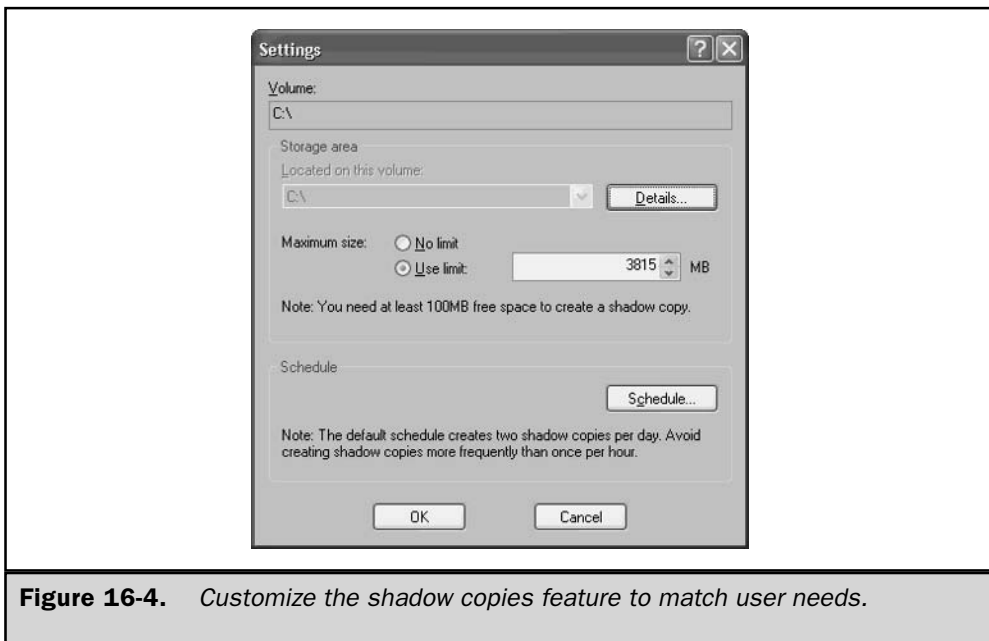 Settings
Volume:
C:\
Storage area
Located on this volume:
C:\
Details...
Maximum size:
No limit
Use limit:
3815
MB
Note: You need at least 100MB free space to create a shadow copy.
Schedule
Schedule...
Note: The default schedule creates two shadow copies per day. Avoid
creating shadow copies more frequently than once per hour.
OK
Cancel
Figure 16-4. Customize the shadow copies feature to match user needs.